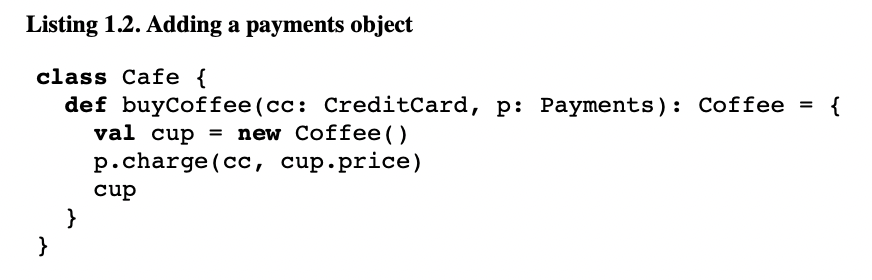 Listing 1.2. Adding a payments object
class Cafe {
  def buyCoffee(cc: CreditCard, p: Payments): Coffee = {
    val cup = new Coffee()
    p.charge(cc, cup.price)
    cup
  }
}